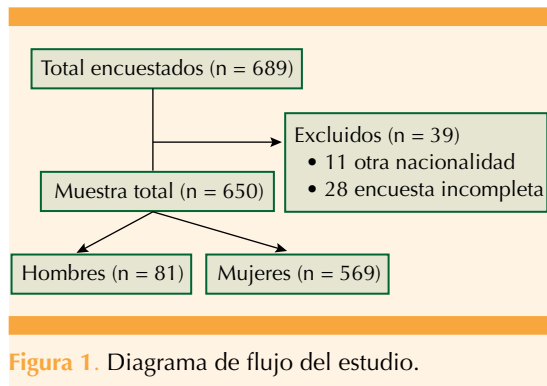 Total encuestados (n = 689)
Excluidos (n = 39)
• 11 otra nacionalidad
• 28 encuesta incompleta
Muestra total (n = 650)
Hombres (n = 81)
Mujeres (n = 569)
Figura 1. Diagrama de flujo del estudio.